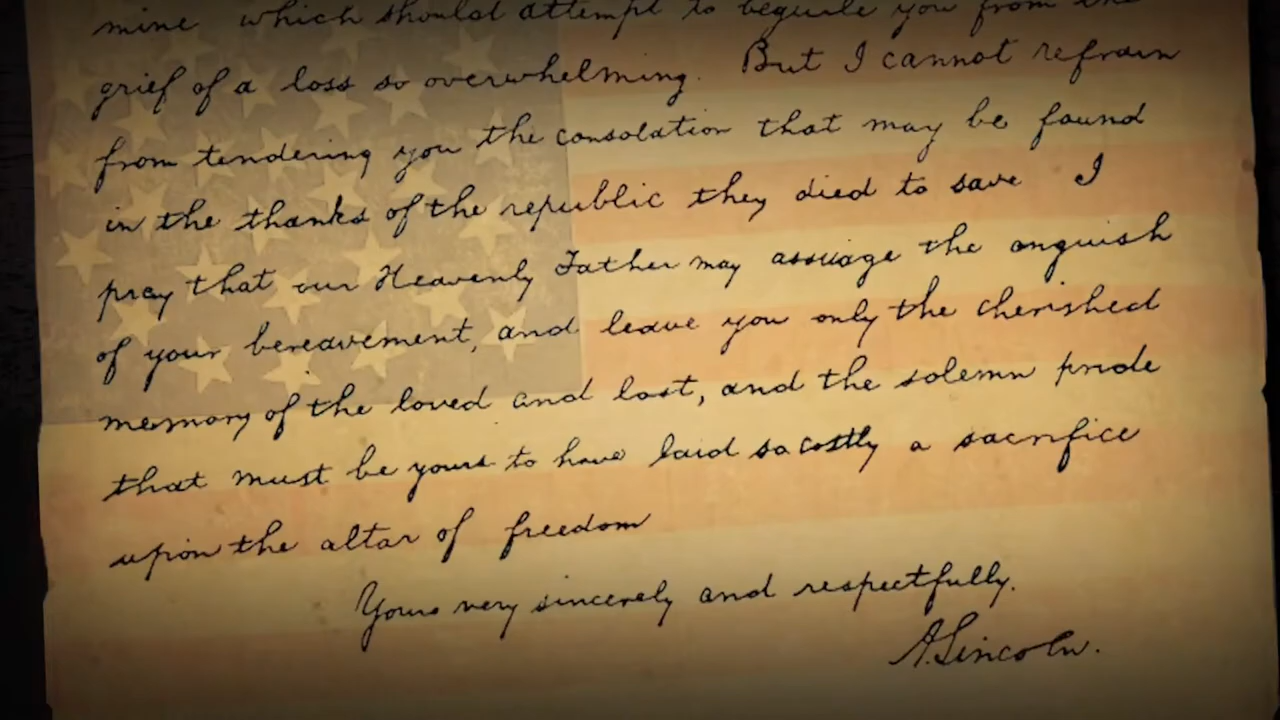 mine which should attempt to beguile you from the
grief of a loss so overwhelming. But I cannot refrain
from tendering you the consolation that may be found
in the thanks of the republic they died to save I
pray that our Heavenly Father may assuage the anguish
of your bereavement, and leave you only the cherished
memory of the loved and lost, and the solemn pride
that must be yours to have laid so costly a sacrifice
upon the altar of freedom
Yours very sincerely and respectfully.
A. Lincoln.